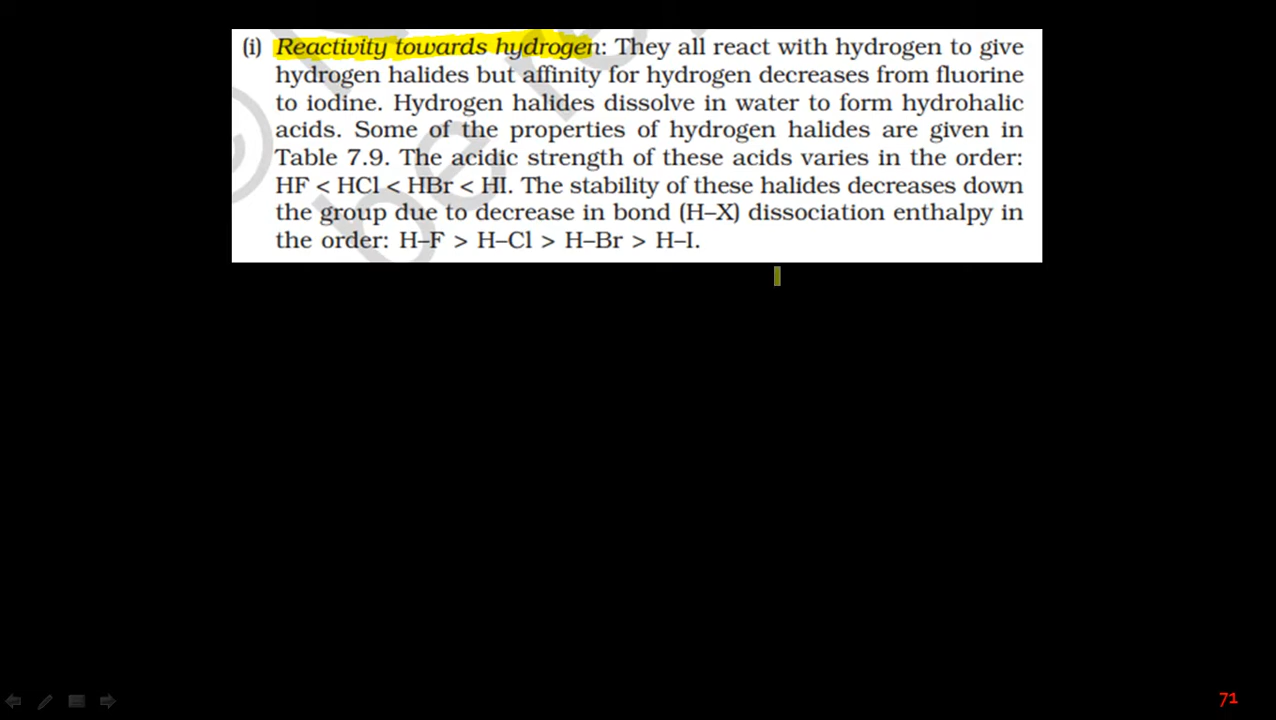 (i) Reactivity towards hydrogen: They all react with hydrogen to give
hydrogen halides but affinity for hydrogen decreases from fluorine
to iodine. Hydrogen halides dissolve in water to form hydrohalic
acids. Some of the properties of hydrogen halides are given in
Table 7.9. The acidic strength of these acids varies in the order:
HF < HCl < HBr < HI. The stability of these halides decreases down
the group due to decrease in bond (H–X) dissociation enthalpy in
the order: H–F > H–Cl > H–Br > H–I.
71